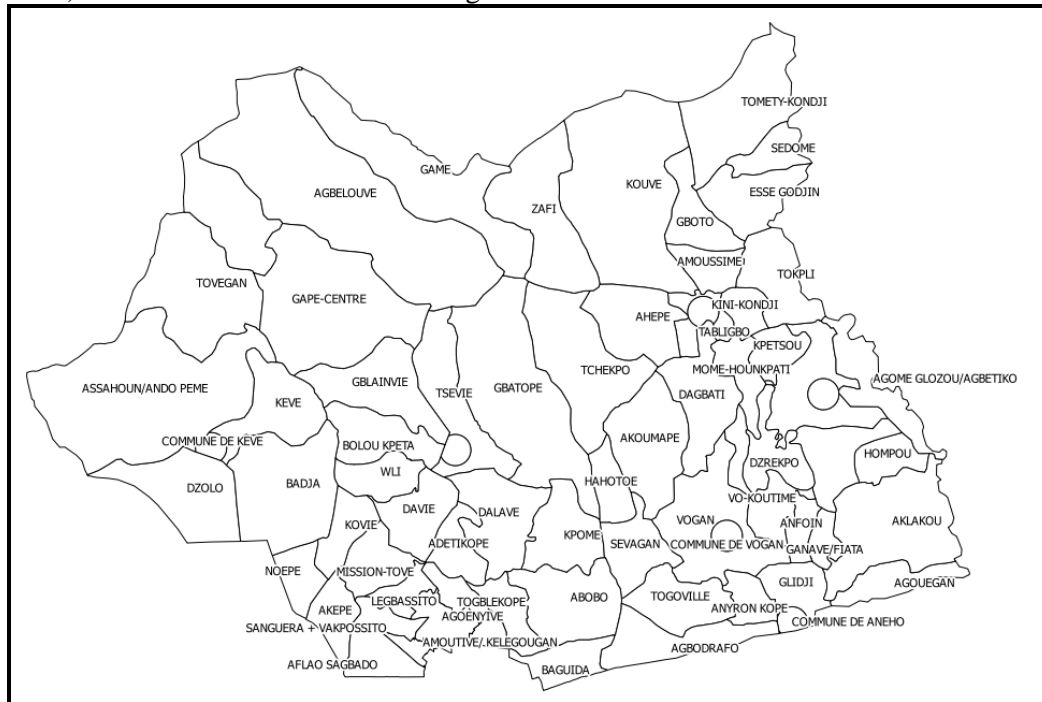 TOMETY-KONDJI
SEDOME
GAME
KOUVE
AGBELOUVE
ESSE GODJIN
ZAFI
GBOTO
AMOUSSIME
TOKPLI
TOVEGAN
GAPE-CENTRE
KINI-KONDJI
AHEPE
TABLIGBO
KPETSOU
TCHEKPO
MOME-HOUNKPATI
AGOME GLOZOU/AGBETIKO
ASSAHOUN/ANDO PEME
GBLAINVIE
TSEVIE
GBATOPE
DAGBATI
KEVE
AKOUMAPE
COMMUNE DE KEVE
BOLOU KPETA
HOMPOU
DZREKPO
WLI
DZOLO
BADJA
HAHOTOE
VO-KOUTIME
DAVIE
DALAVE
VOGAN
ANFOIN
AKLAKOU
KOVIE
KPOME
ADETIKOPE
SEVAGAN
COMMUNE DE VOGAN
GANAVE/FIATA
NOEPE
MISSION-TOVE
GLIDJI
AGOUEGAN
LEGBASSITO
TOGBLEKOPE
ABOBO
TOGOVILLE
AKEPE
AGOENYIVE
ANYRON KOPE
SANGUERA + VAKPOSSITO
COMMUNE DE ANEHO
AMOUTIVE/.KELEGOUGAN
AGBODRAFO
AFLAO SAGBADO
BAGUIDA